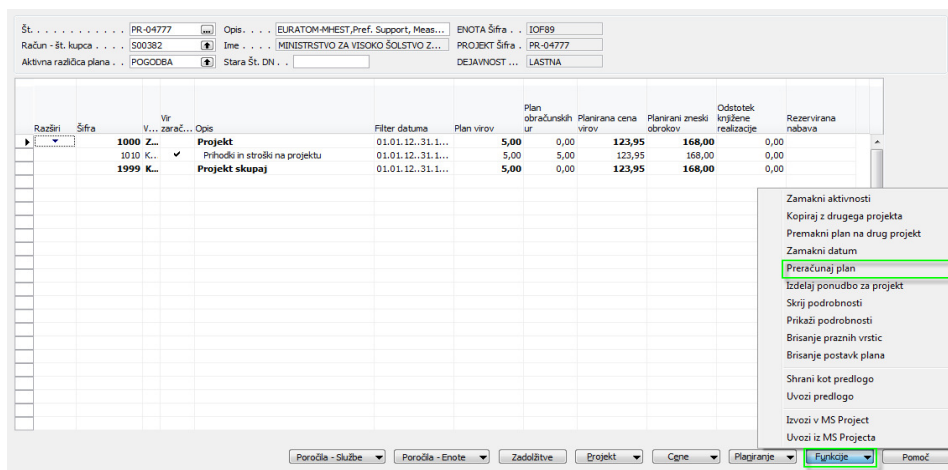 Št. . . . . . . . . . . . PR-04777 ... Opis. . . . EURATOM-MHEST,Pref. Support, Meas... ENOTA Šifra . . IOF89
Račun - št. kupca . . . . S00382 Ime . . . . MINISTRSTVO ZA VISOKO ŠOLSTVO Z... PROJEKT Šifra . PR-04777
Aktivna različica plana . . POGODBA Stara Št. DN . . DEJAVNOST ... LASTNA
Razširi Šifra V... Vir zarač... Opis Filter datuma Plan virov Plan obračunskih ur Planirana cena virov Planirani zneski obrokov Odstotek knjižene realizacije Rezervirana nabava
1000 Z... Projekt 01.01.12..31.1... 5,00 0,00 123,95 168,00 0,00
1010 K... ✔ Prihodki in stroški na projektu 01.01.12..31.1... 5,00 5,00 123,95 168,00 0,00
1999 K... Projekt skupaj 01.01.12..31.1... 5,00 0,00 123,95 168,00 0,00
Zamakni aktivnosti
Kopiraj z drugega projekta
Premakni plan na drug projekt
Zamakni datum
Preračunaj plan
Izdelaj ponudbo za projekt
Skrij podrobnosti
Prikaži podrobnosti
Brisanje praznih vrstic
Brisanje postavk plana
Shrani kot predlogo
Uvozi predlogo
Izvozi v MS Project
Uvozi iz MS Projecta
Poročila - Službe Poročila - Enote Zadolžitve Projekt Cene Planiranje Funkcije Pomoč